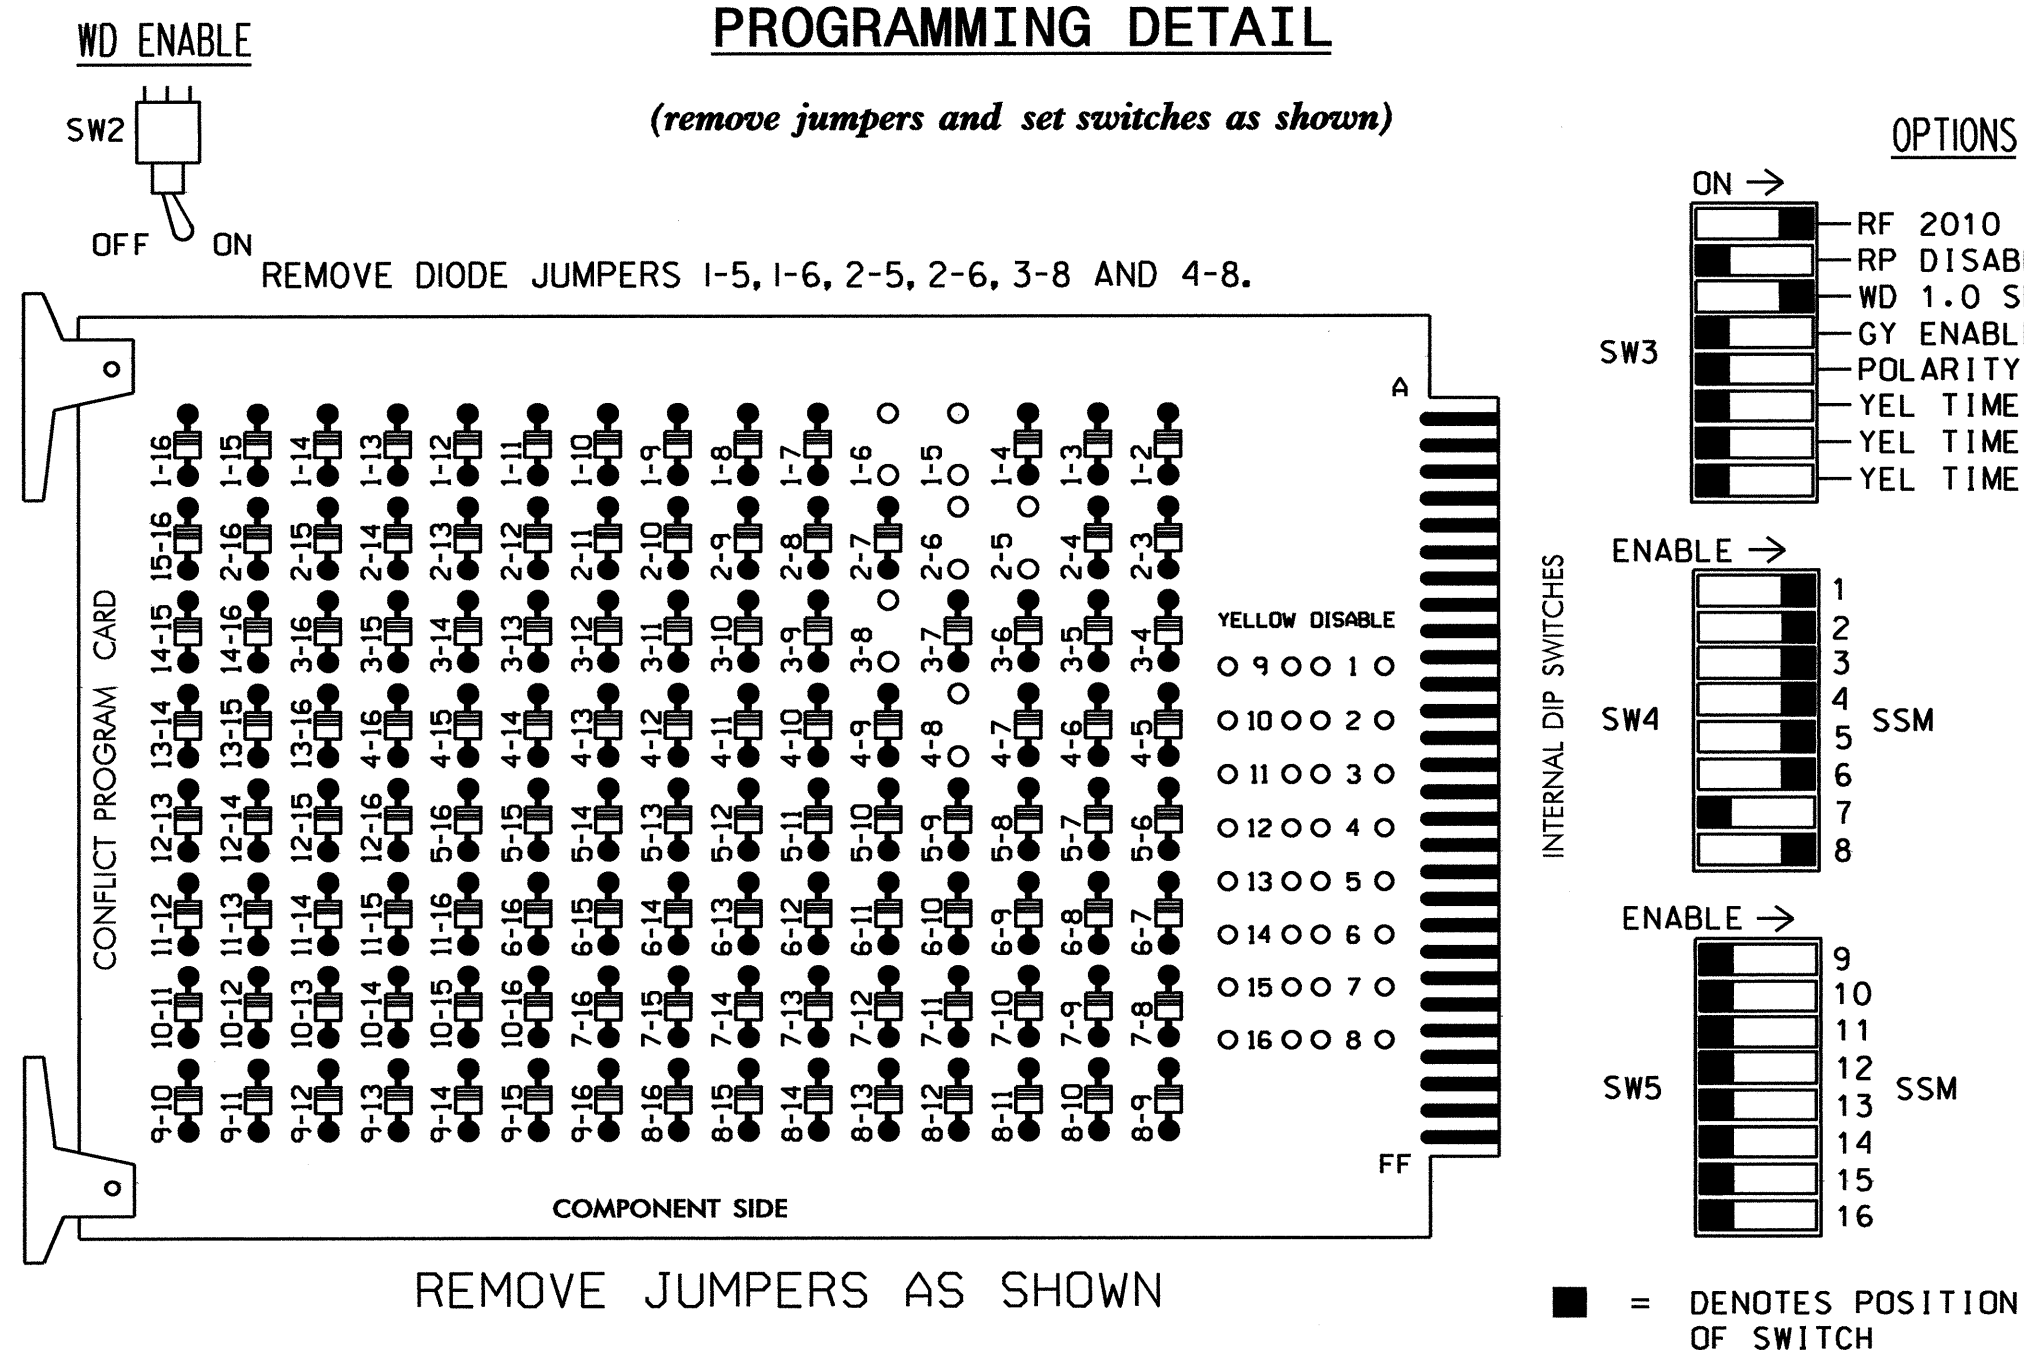 PROGRAMMING DETAIL
(remove jumpers and set switches as shown)
WD ENABLE
SW2
OFF ON
REMOVE DIODE JUMPERS 1-5, 1-6, 2-5, 2-6, 3-8 AND 4-8.
CONFLICT PROGRAM CARD
1-16 1-15 1-14 1-13 1-12 1-11 1-10 1-9 1-8 1-7 1-6 1-5 1-4 1-3 1-2
15-16 2-16 2-15 2-14 2-13 2-12 2-11 2-10 2-9 2-8 2-7 2-6 2-5 2-4 2-3
14-15 14-16 3-16 3-15 3-14 3-13 3-12 3-11 3-10 3-9 3-8 3-7 3-6 3-5 3-4
13-14 13-15 13-16 4-16 4-15 4-14 4-13 4-12 4-11 4-10 4-9 4-8 4-7 4-6 4-5
12-13 12-14 12-15 12-16 5-16 5-15 5-14 5-13 5-12 5-11 5-10 5-9 5-8 5-7 5-6
11-12 11-13 11-14 11-15 11-16 6-16 6-15 6-14 6-13 6-12 6-11 6-10 6-9 6-8 6-7
10-11 10-12 10-13 10-14 10-15 10-16 7-16 7-15 7-14 7-13 7-12 7-11 7-10 7-9 7-8
9-10 9-11 9-12 9-13 9-14 9-15 9-16 8-16 8-15 8-14 8-13 8-12 8-11 8-10 8-9
A
YELLOW DISABLE
9 1
10 2
11 3
12 4
13 5
14 6
15 7
16 8
FF
COMPONENT SIDE
REMOVE JUMPERS AS SHOWN
INTERNAL DIP SWITCHES
OPTIONS
ON
SW3
RF 2010
RP DISAB
WD 1.0 S
GY ENABL
POLARITY
YEL TIME
YEL TIME
YEL TIME
ENABLE
SW4
1
2
3
4
5
6
7
8
SSM
ENABLE
SW5
9
10
11
12
13
14
15
16
SSM
= DENOTES POSITION
OF SWITCH